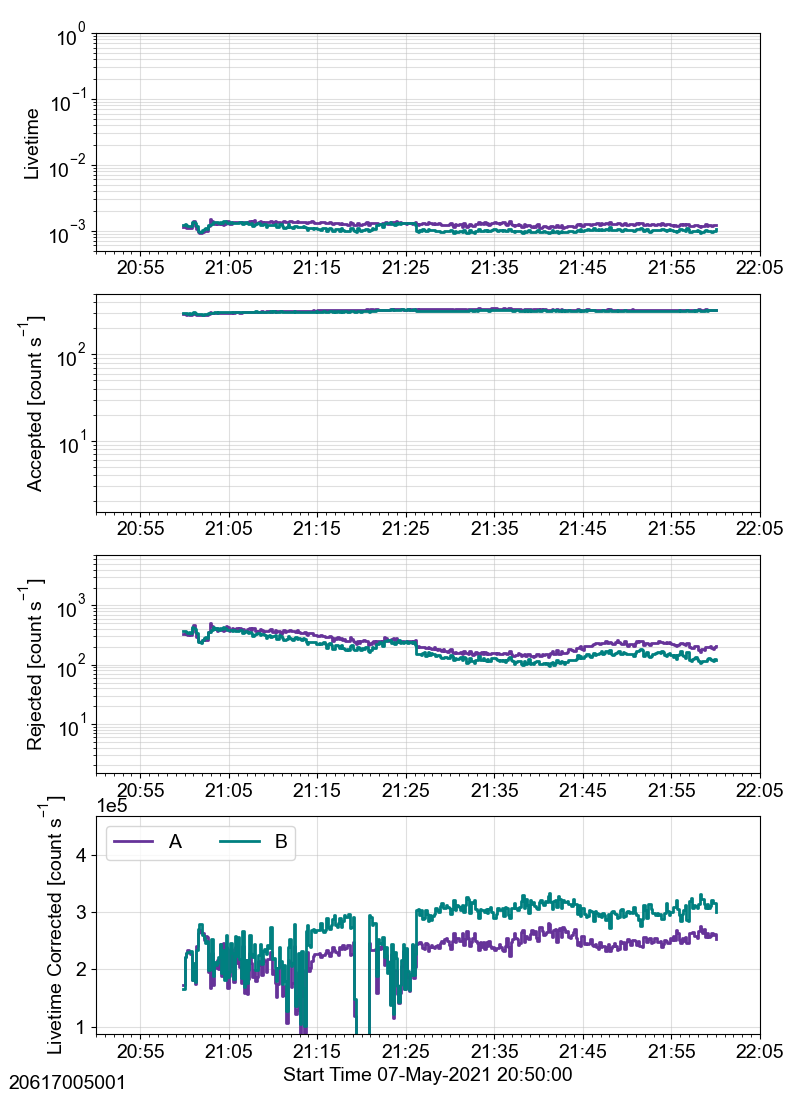 10⁰
10⁻¹
10⁻²
10⁻³
Livetime
20:55 21:05 21:15 21:25 21:35 21:45 21:55 22:05
10²
10¹
Accepted [count s⁻¹]
20:55 21:05 21:15 21:25 21:35 21:45 21:55 22:05
10³
10²
10¹
Rejected [count s⁻¹]
20:55 21:05 21:15 21:25 21:35 21:45 21:55 22:05
1e5
A B
4
3
2
1
Livetime Corrected [count s⁻¹]
20:55 21:05 21:15 21:25 21:35 21:45 21:55 22:05
Start Time 07-May-2021 20:50:00
20617005001